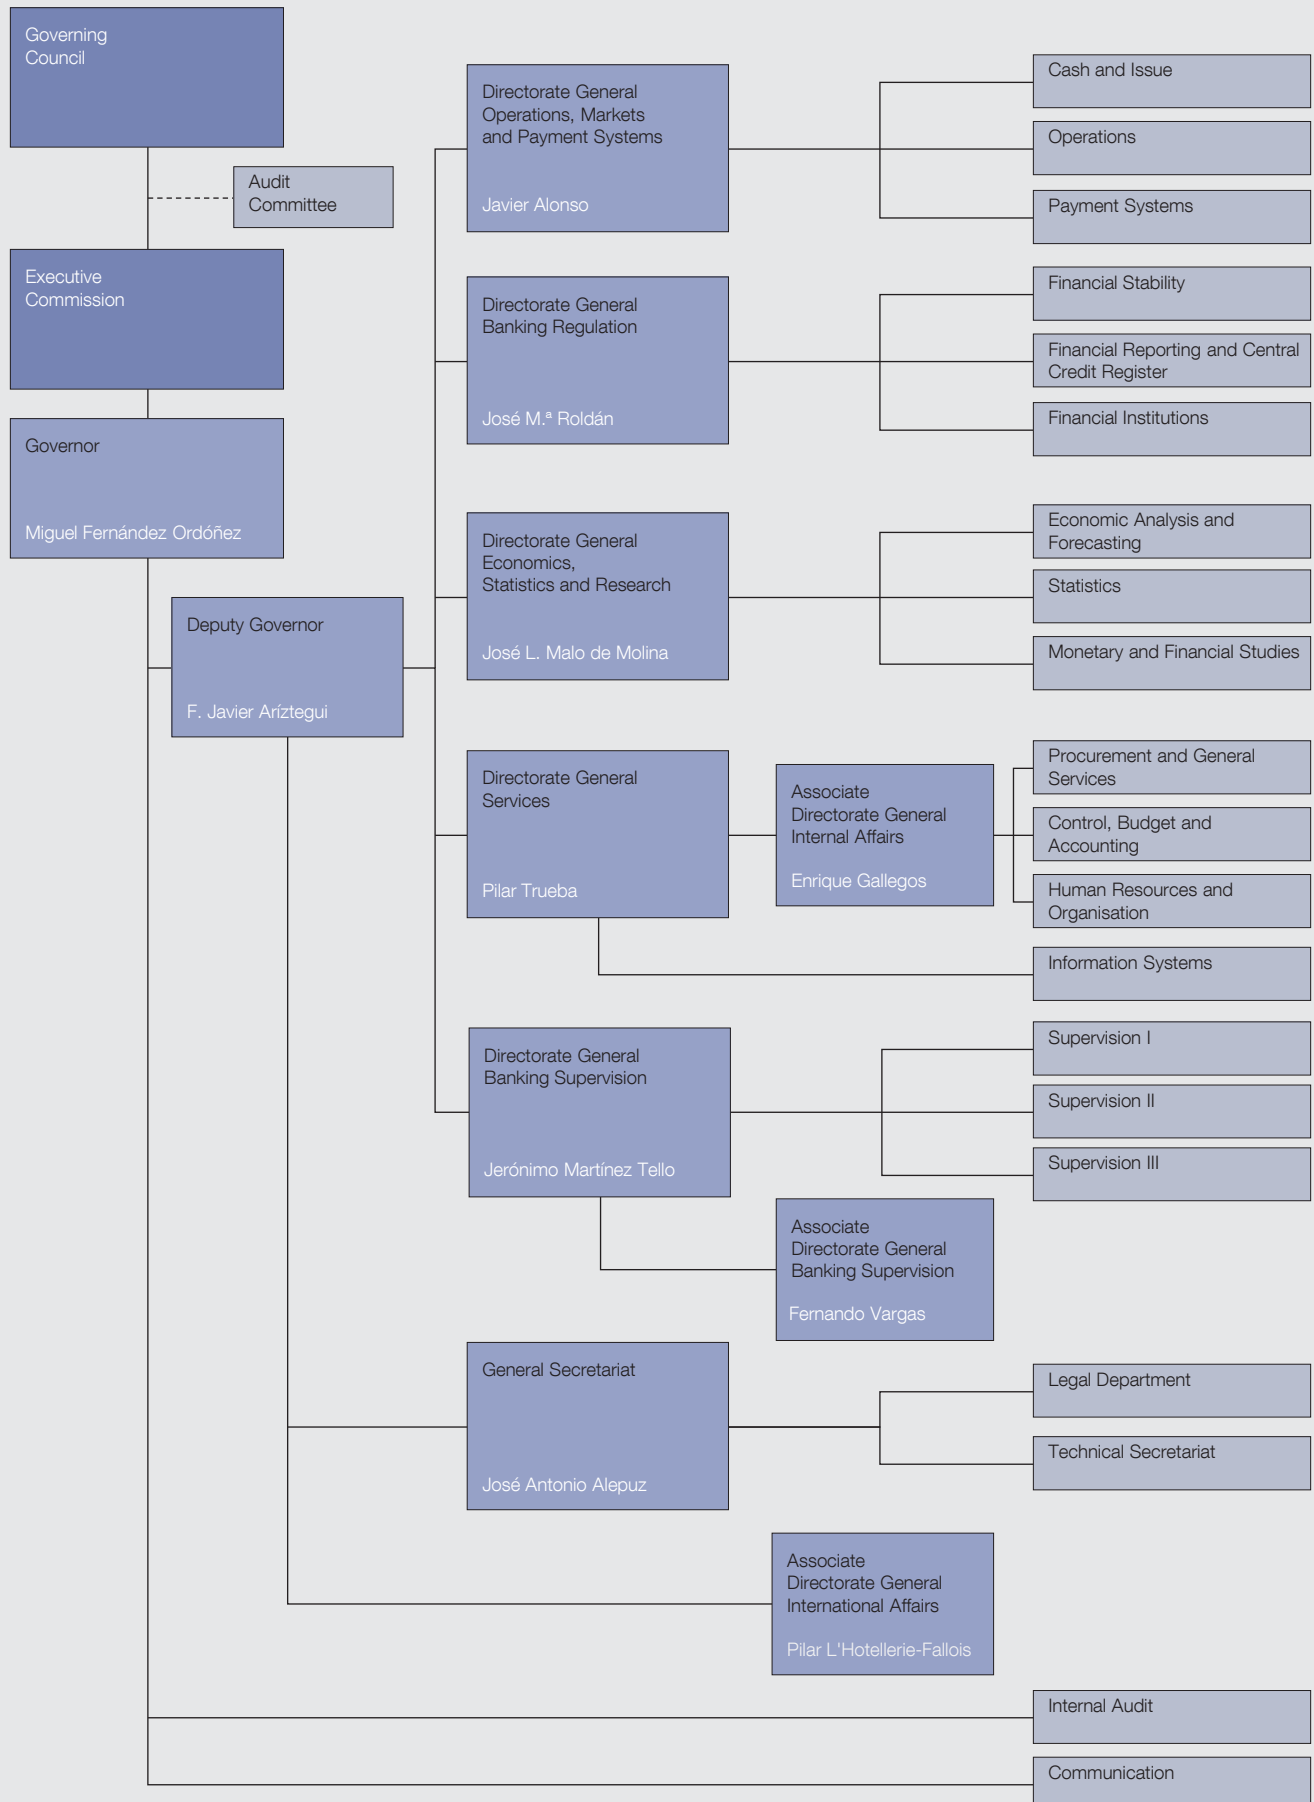 Governing
Council
Audit
Committee
Executive
Commission
Governor
Miguel Fernández Ordóñez
Deputy Governor
F. Javier Aríztegui
Directorate General
Operations, Markets
and Payment Systems
Javier Alonso
Cash and Issue
Operations
Payment Systems
Directorate General
Banking Regulation
José M.ª Roldán
Financial Stability
Financial Reporting and Central
Credit Register
Financial Institutions
Directorate General
Economics,
Statistics and Research
José L. Malo de Molina
Economic Analysis and
Forecasting
Statistics
Monetary and Financial Studies
Directorate General
Services
Pilar Trueba
Associate
Directorate General
Internal Affairs
Enrique Gallegos
Procurement and General
Services
Control, Budget and
Accounting
Human Resources and
Organisation
Information Systems
Directorate General
Banking Supervision
Jerónimo Martínez Tello
Supervision I
Supervision II
Supervision III
Associate
Directorate General
Banking Supervision
Fernando Vargas
General Secretariat
José Antonio Alepuz
Legal Department
Technical Secretariat
Associate
Directorate General
International Affairs
Pilar L'Hotellerie-Fallois
Internal Audit
Communication